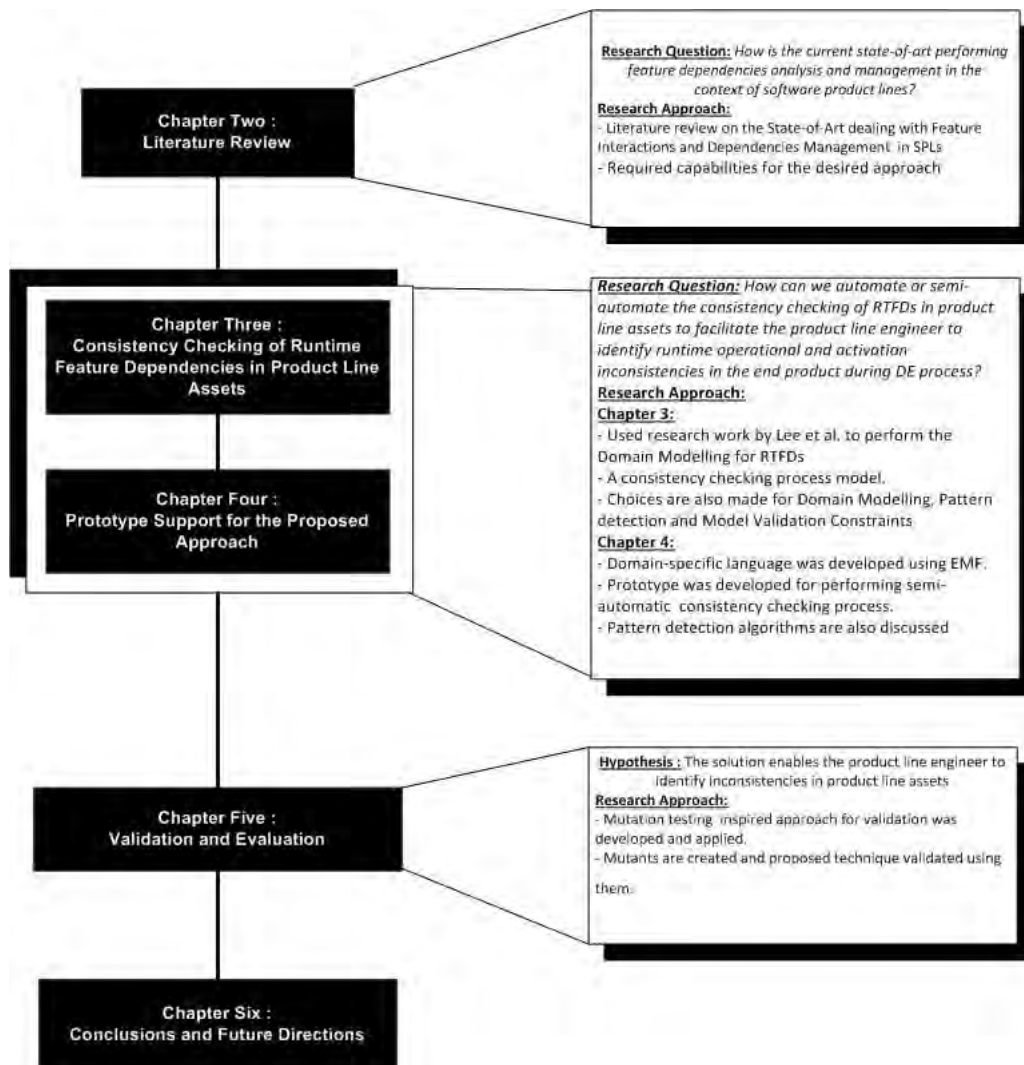 Chapter Two :
Literature Review
Research Question: How is the current state-of-art performing
feature dependencies analysis and management in the
context of software product lines?
Research Approach:
- Literature review on the State-of-Art dealing with Feature
Interactions and Dependencies Management in SPLs
- Required capabilities for the desired approach
Chapter Three :
Consistency Checking of Runtime
Feature Dependencies in Product Line
Assets
Chapter Four :
Prototype Support for the Proposed
Approach
Research Question: How can we automate or semi-
automate the consistency checking of RTFDs in product
line assets to facilitate the product line engineer to
identify runtime operational and activation
inconsistencies in the end product during DE process?
Research Approach:
Chapter 3:
- Used research work by Lee et al. to perform the
Domain Modelling for RTFDs
- A consistency checking process model.
- Choices are also made for Domain Modelling, Pattern
detection and Model Validation Constraints
Chapter 4:
- Domain-specific language was developed using EMF.
- Prototype was developed for performing semi-
automatic consistency checking process.
- Pattern detection algorithms are also discussed
Chapter Five :
Validation and Evaluation
Hypothesis : The solution enables the product line engineer to
identify inconsistencies in product line assets
Research Approach:
- Mutation testing inspired approach for validation was
developed and applied.
- Mutants are created and proposed technique validated using
them.
Chapter Six :
Conclusions and Future Directions